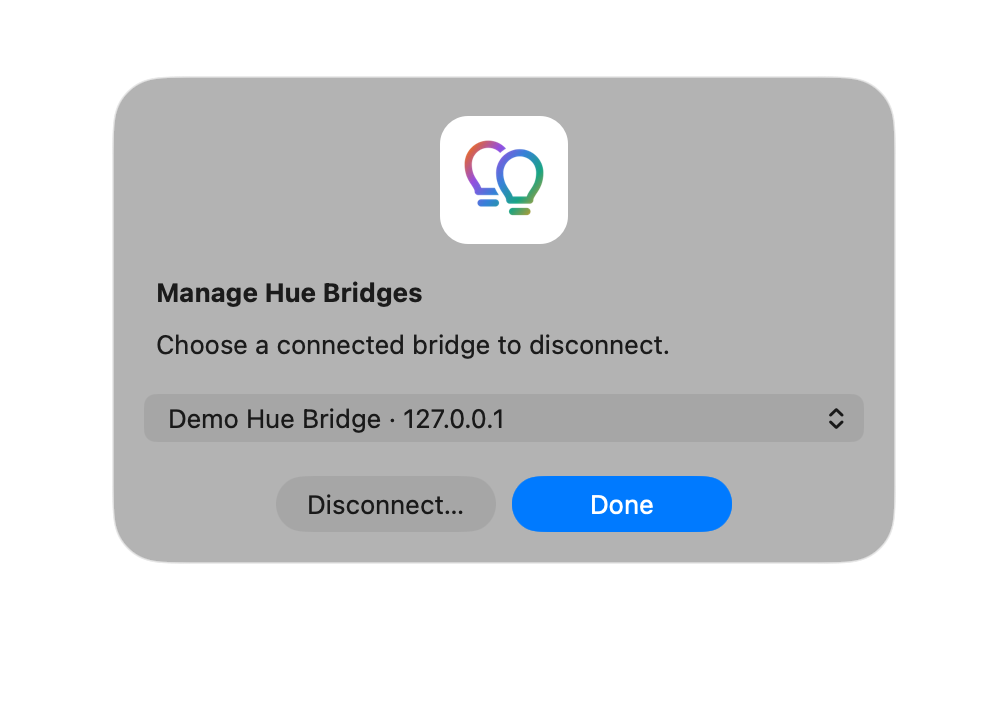 Manage Hue Bridges
Choose a connected bridge to disconnect.
Demo Hue Bridge · 127.0.0.1
Disconnect...
Done